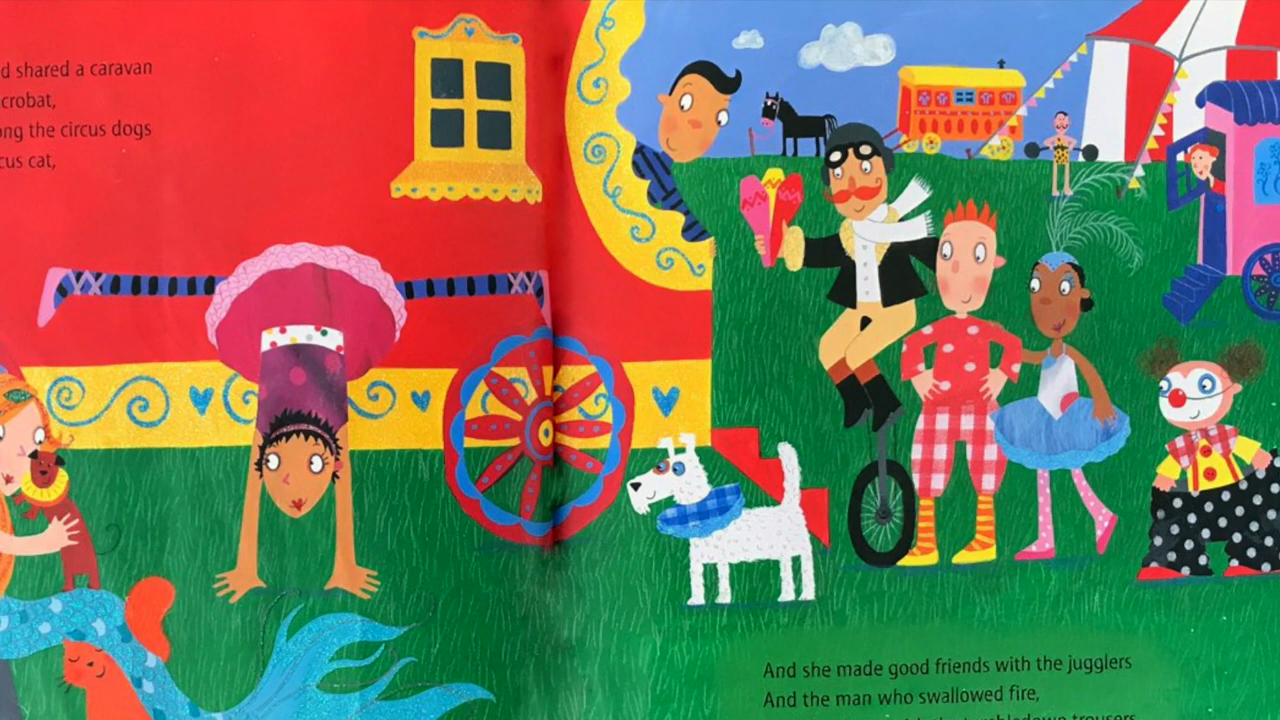 d shared a caravan
crobat,
ong the circus dogs
cus cat,
And she made good friends with the jugglers
And the man who swallowed fire,
trousers